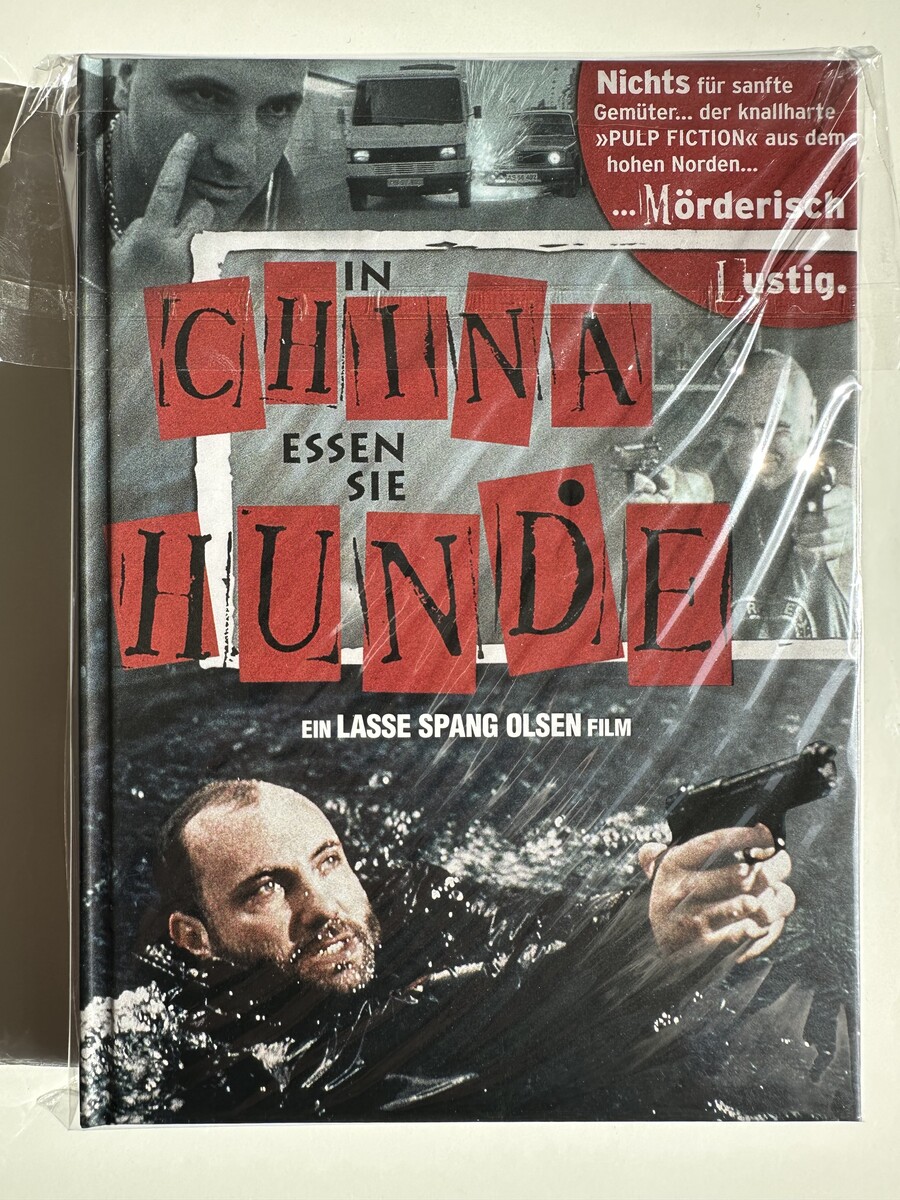 Nichts für sanfte
Gemüter... der knallharte
»PULP FICTION« aus dem
hohen Norden...
...Mörderisch
Lustig.
IN
CHINA
ESSEN
SIE
HUNDE
EIN LASSE SPANG OLSEN FILM